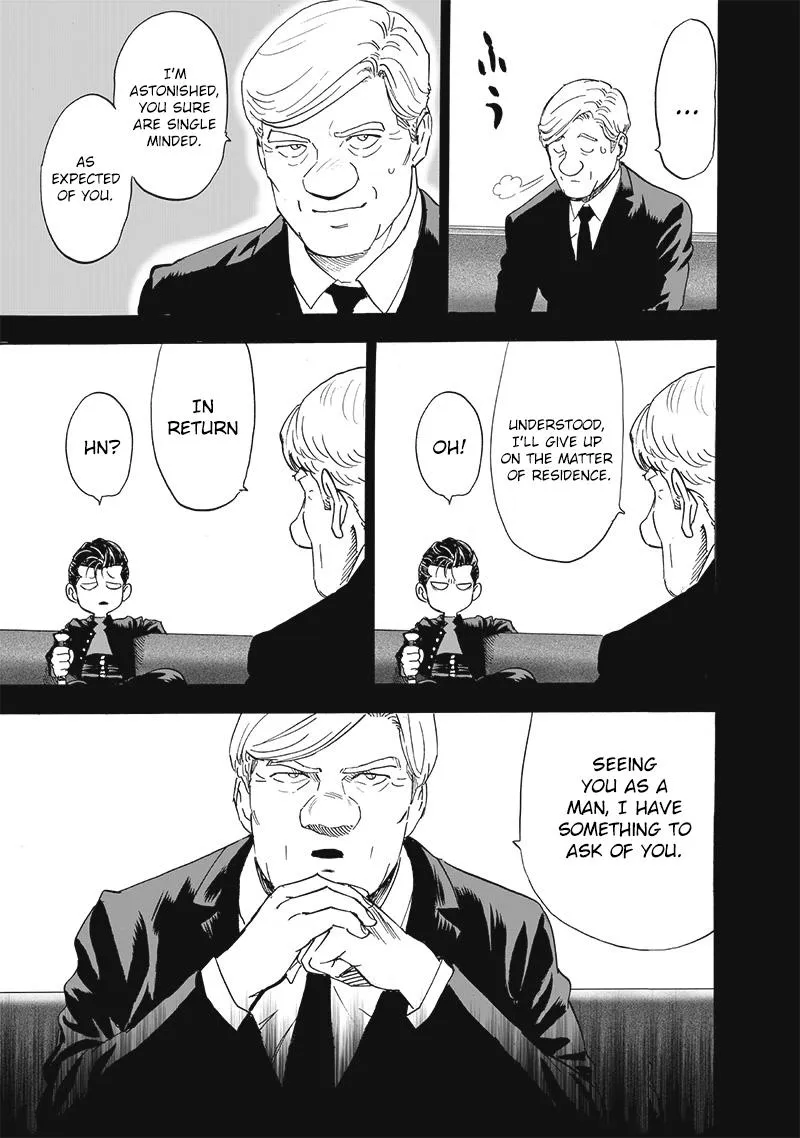 ...
ふぅ
I'M
ASTONISHED,
YOU SURE
ARE SINGLE
MINDED.
AS
EXPECTED
OF YOU.
UNDERSTOOD,
I'LL GIVE UP
ON THE MATTER
OF RESIDENCE.
OH!
IN
RETURN
HN?
SEEING
YOU AS A
MAN, I HAVE
SOMETHING TO
ASK OF YOU.